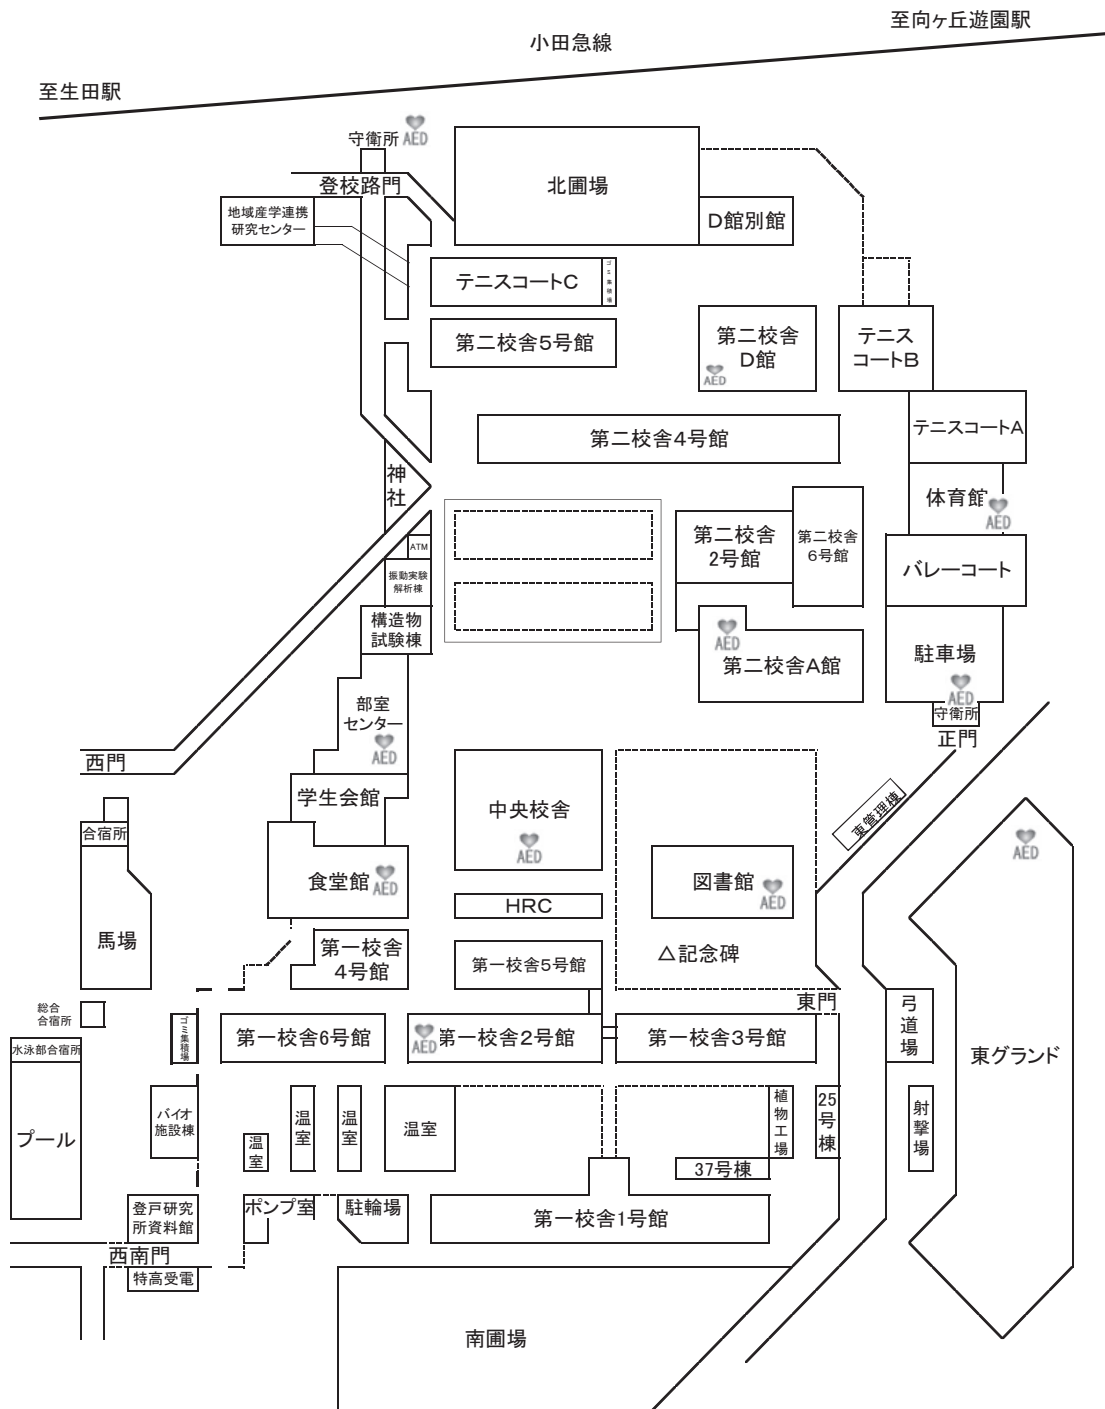 至向ヶ丘遊園駅
小田急線
至生田駅
守衛所 AED
登校路門
北圃場
地域産学連携
研究センター
D館別館
テニスコートC
ゴミ集積場
第二校舎5号館
第二校舎
D館
AED
テニス
コートB
テニスコートA
第二校舎4号館
神社
体育館
AED
第二校舎
2号館
第二校舎
6号館
ATM
振動実験
解析棟
バレーコート
構造物
試験棟
AED
第二校舎A館
駐車場
AED
守衛所
正門
部室
センター
AED
西門
学生会館
中央校舎
AED
東管理棟
合宿所
AED
食堂館 AED
図書館
AED
HRC
馬場
第一校舎
4号館
第一校舎5号館
△記念碑
総合
合宿所
東門
弓道場
ゴミ集積場
第一校舎6号館
AED
第一校舎2号館
第一校舎3号館
水泳部合宿所
東グランド
プール
バイオ
施設棟
温室
温室
温室
温室
植物工場
25号棟
射撃場
37号棟
登戸研究
所資料館
ポンプ室
駐輪場
第一校舎1号館
西南門
特高受電
南圃場